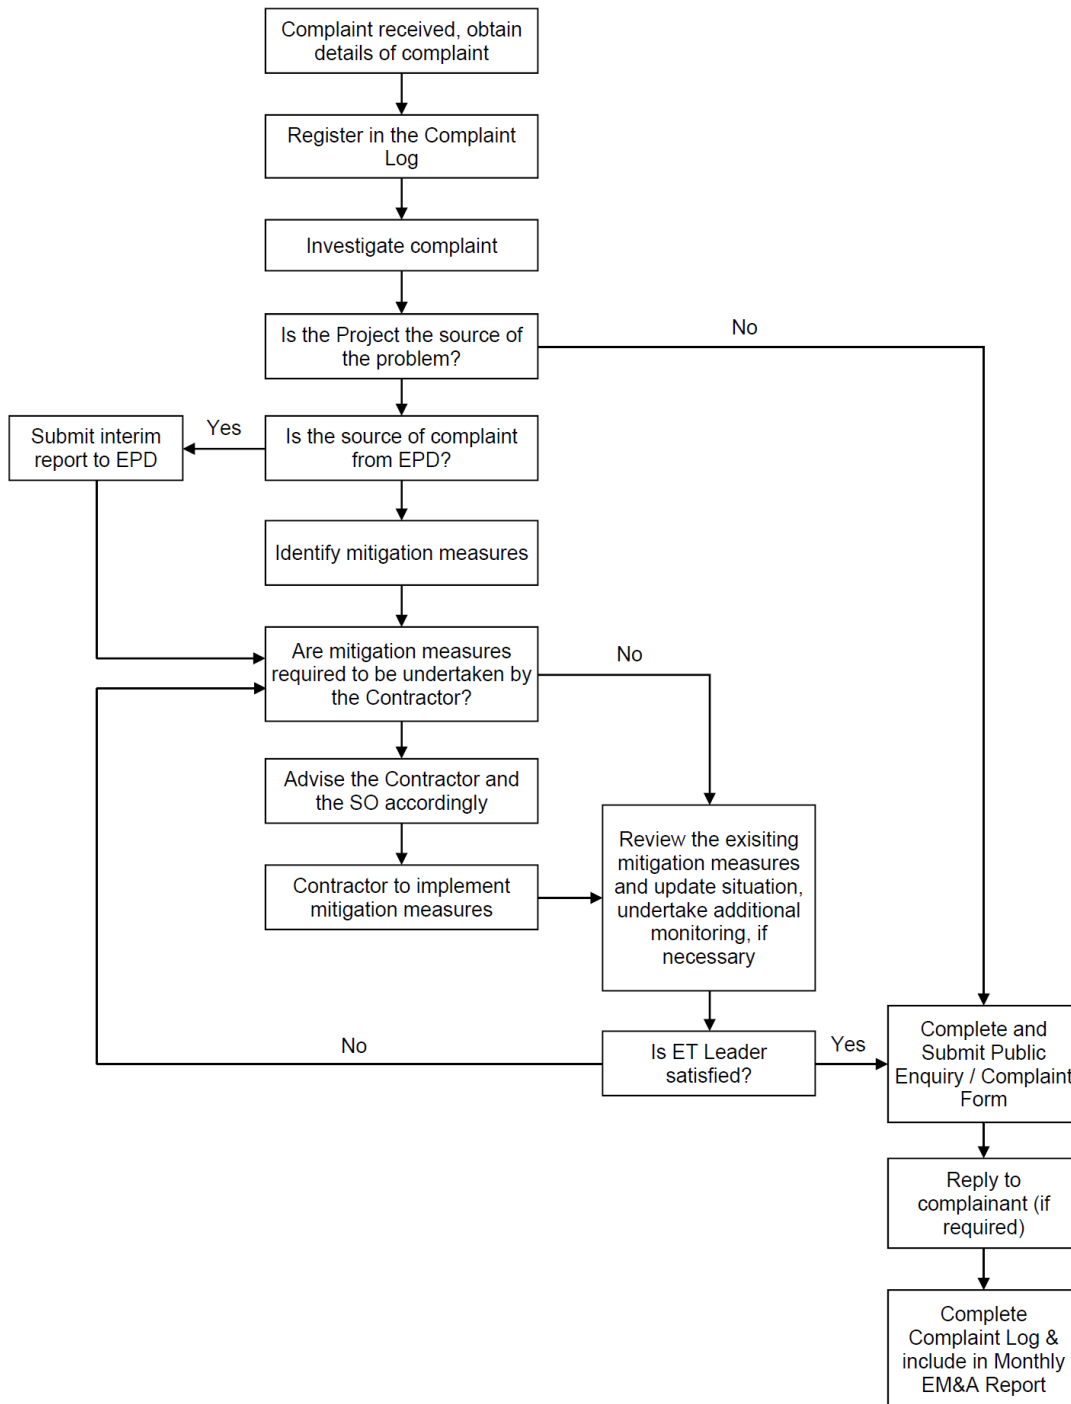 Complaint received, obtain
details of complaint
Register in the Complaint
Log
Investigate complaint
Is the Project the source of
the problem?
No
Submit interim
report to EPD
Yes
Is the source of complaint
from EPD?
Identify mitigation measures
Are mitigation measures
required to be undertaken by
the Contractor?
No
Advise the Contractor and
the SO accordingly
Contractor to implement
mitigation measures
Review the exisiting
mitigation measures
and update situation,
undertake additional
monitoring, if
necessary
No
Is ET Leader
satisfied?
Yes
Complete and
Submit Public
Enquiry / Complaint
Form
Reply to
complainant (if
required)
Complete
Complaint Log &
include in Monthly
EM&A Report